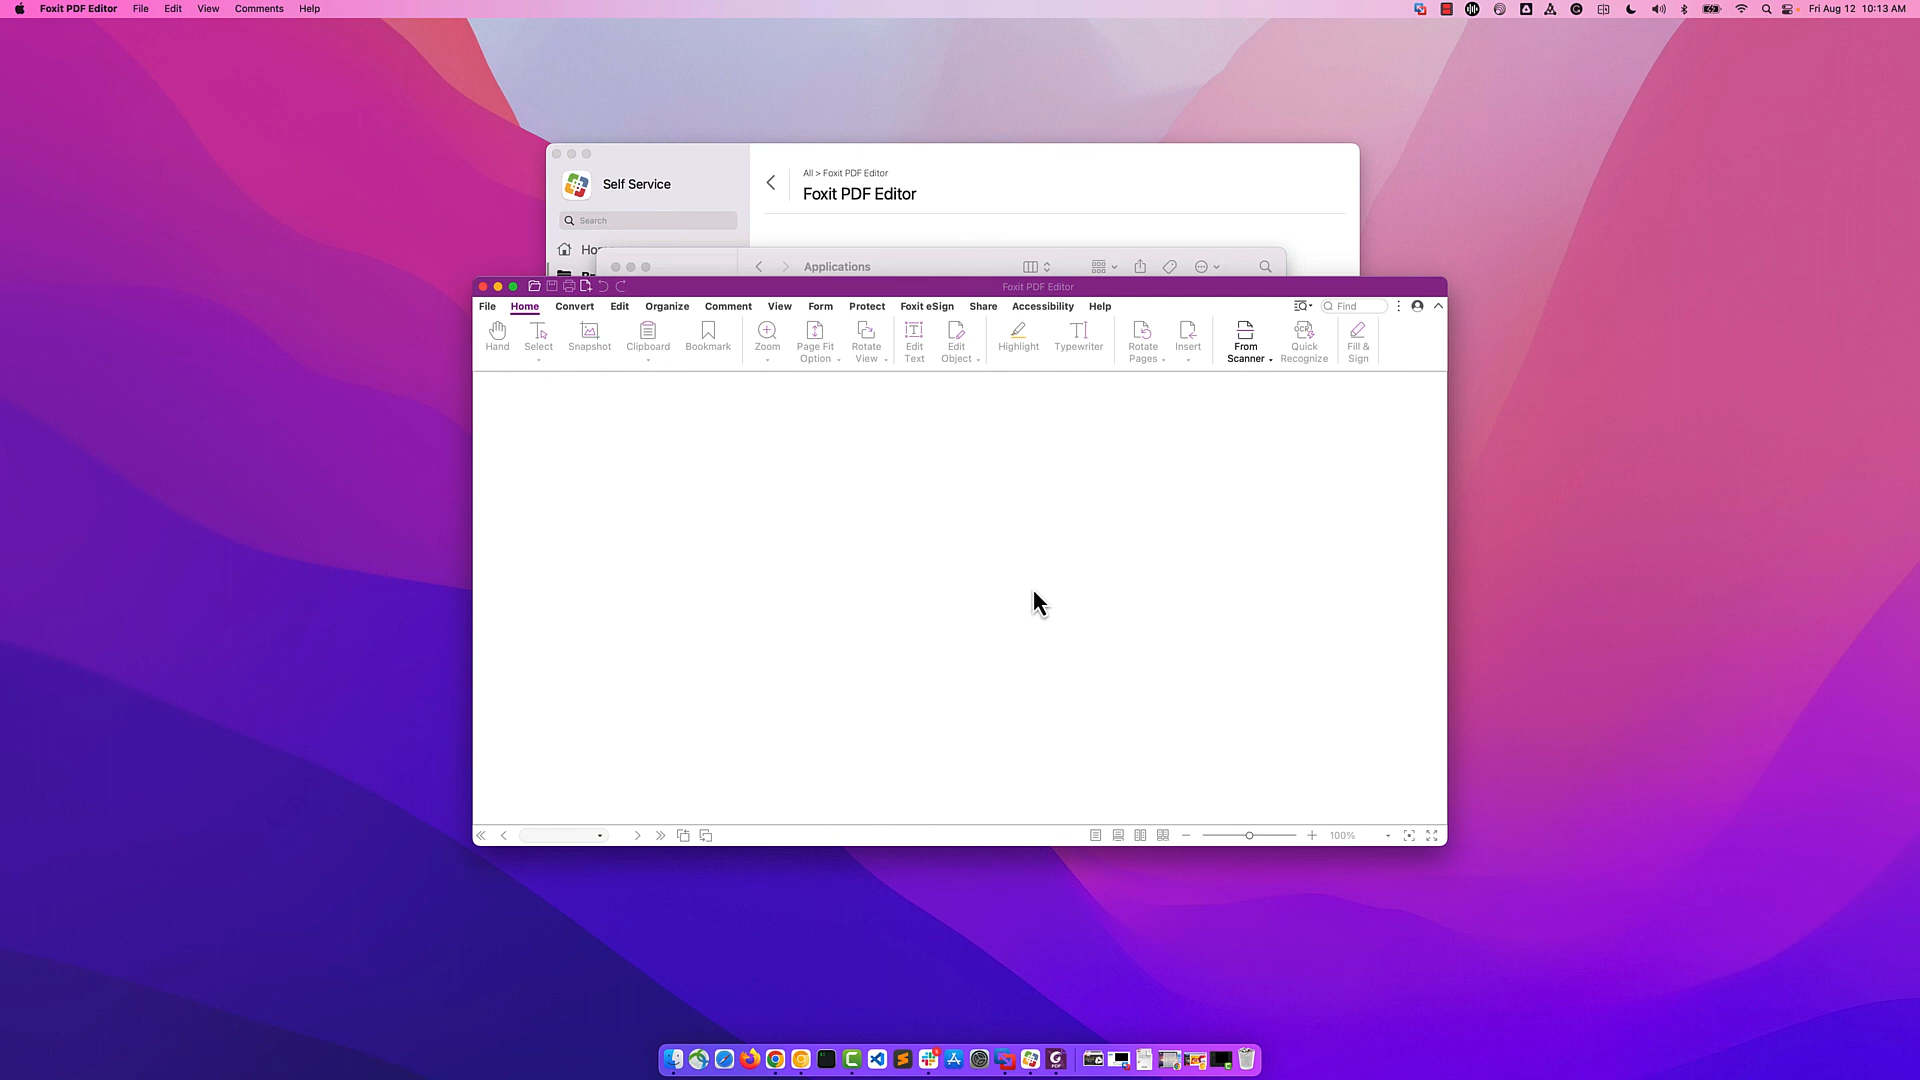 Foxit PDF Editor File Edit View Comments Help Fri Aug 12 10:13 AM
Self Service
All > Foxit PDF Editor
Foxit PDF Editor
Search
Applications
Foxit PDF Editor
File Home Convert Edit Organize Comment View Form Protect Foxit eSign Share Accessibility Help Find
Hand Select Snapshot Clipboard Bookmark Zoom Page Fit Option Rotate View Edit Text Edit Object Highlight Typewriter Rotate Pages Insert From Scanner Quick Recognize Fill & Sign
100%